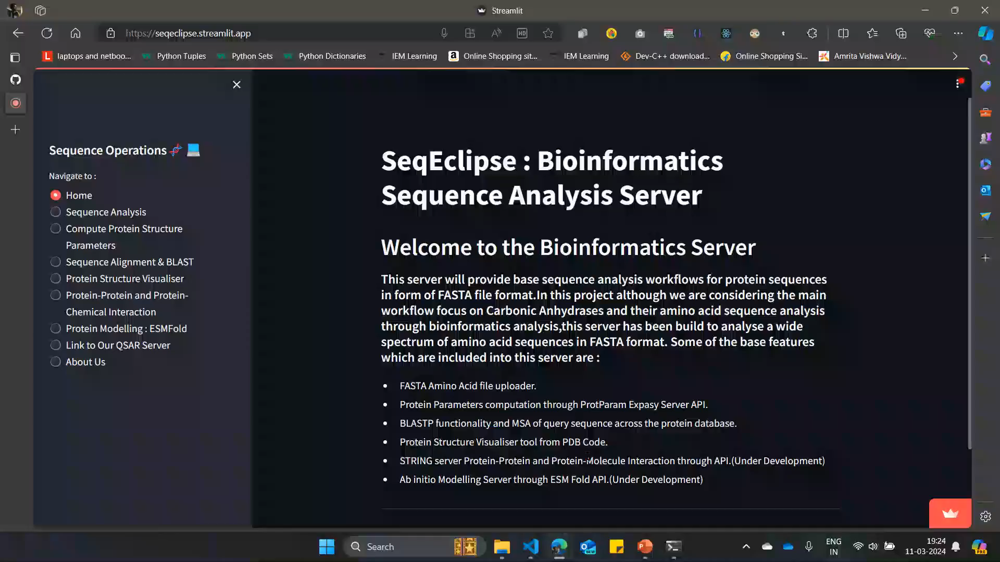 Streamlit
https://seqeclipse.streamlit.app
laptops and netboo...
Python Tuples
Python Sets
Python Dictionaries
IEM Learning
Online Shopping sit...
IEM Learning
Dev-C++ download...
Online Shopping Si...
Amrita Vishwa Vidy...
Sequence Operations
Navigate to :
Home
Sequence Analysis
Compute Protein Structure
Parameters
Sequence Alignment & BLAST
Protein Structure Visualiser
Protein-Protein and Protein-
Chemical Interaction
Protein Modelling : ESMFold
Link to Our QSAR Server
About Us
SeqEclipse : Bioinformatics
Sequence Analysis Server
Welcome to the Bioinformatics Server
This server will provide base sequence analysis workflows for protein sequences
in form of FASTA file format.In this project although we are considering the main
workflow focus on Carbonic Anhydrases and their amino acid sequence analysis
through bioinformatics analysis,this server has been build to analyse a wide
spectrum of amino acid sequences in FASTA format. Some of the base features
which are included into this server are :
• FASTA Amino Acid file uploader.
• Protein Parameters computation through ProtParam Expasy Server API.
• BLASTP functionality and MSA of query sequence across the protein database.
• Protein Structure Visualiser tool from PDB Code.
• STRING server Protein-Protein and Protein-Molecule Interaction through API.(Under Development)
• Ab initio Modelling Server through ESM Fold API.(Under Development)
Search
ENG
IN
19:24
11-03-2024